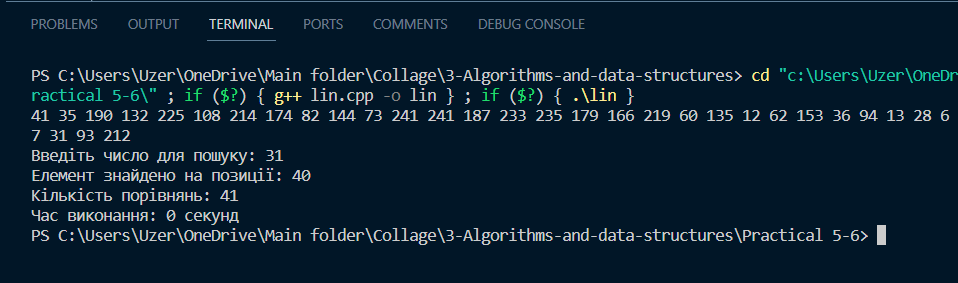 PROBLEMS OUTPUT TERMINAL PORTS COMMENTS DEBUG CONSOLE
PS C:\Users\Uzer\OneDrive\Main folder\Collage\3-Algorithms-and-data-structures> cd "c:\Users\Uzer\OneDr
ractical 5-6\" ; if ($?) { g++ lin.cpp -o lin } ; if ($?) { .\lin }
41 35 190 132 225 108 214 174 82 144 73 241 241 187 233 235 179 166 219 60 135 12 62 153 36 94 13 28 6
7 31 93 212
Введіть число для пошуку: 31
Елемент знайдено на позиції: 40
Кількість порівнянь: 41
Час виконання: 0 секунд
PS C:\Users\Uzer\OneDrive\Main folder\Collage\3-Algorithms-and-data-structures\Practical 5-6>